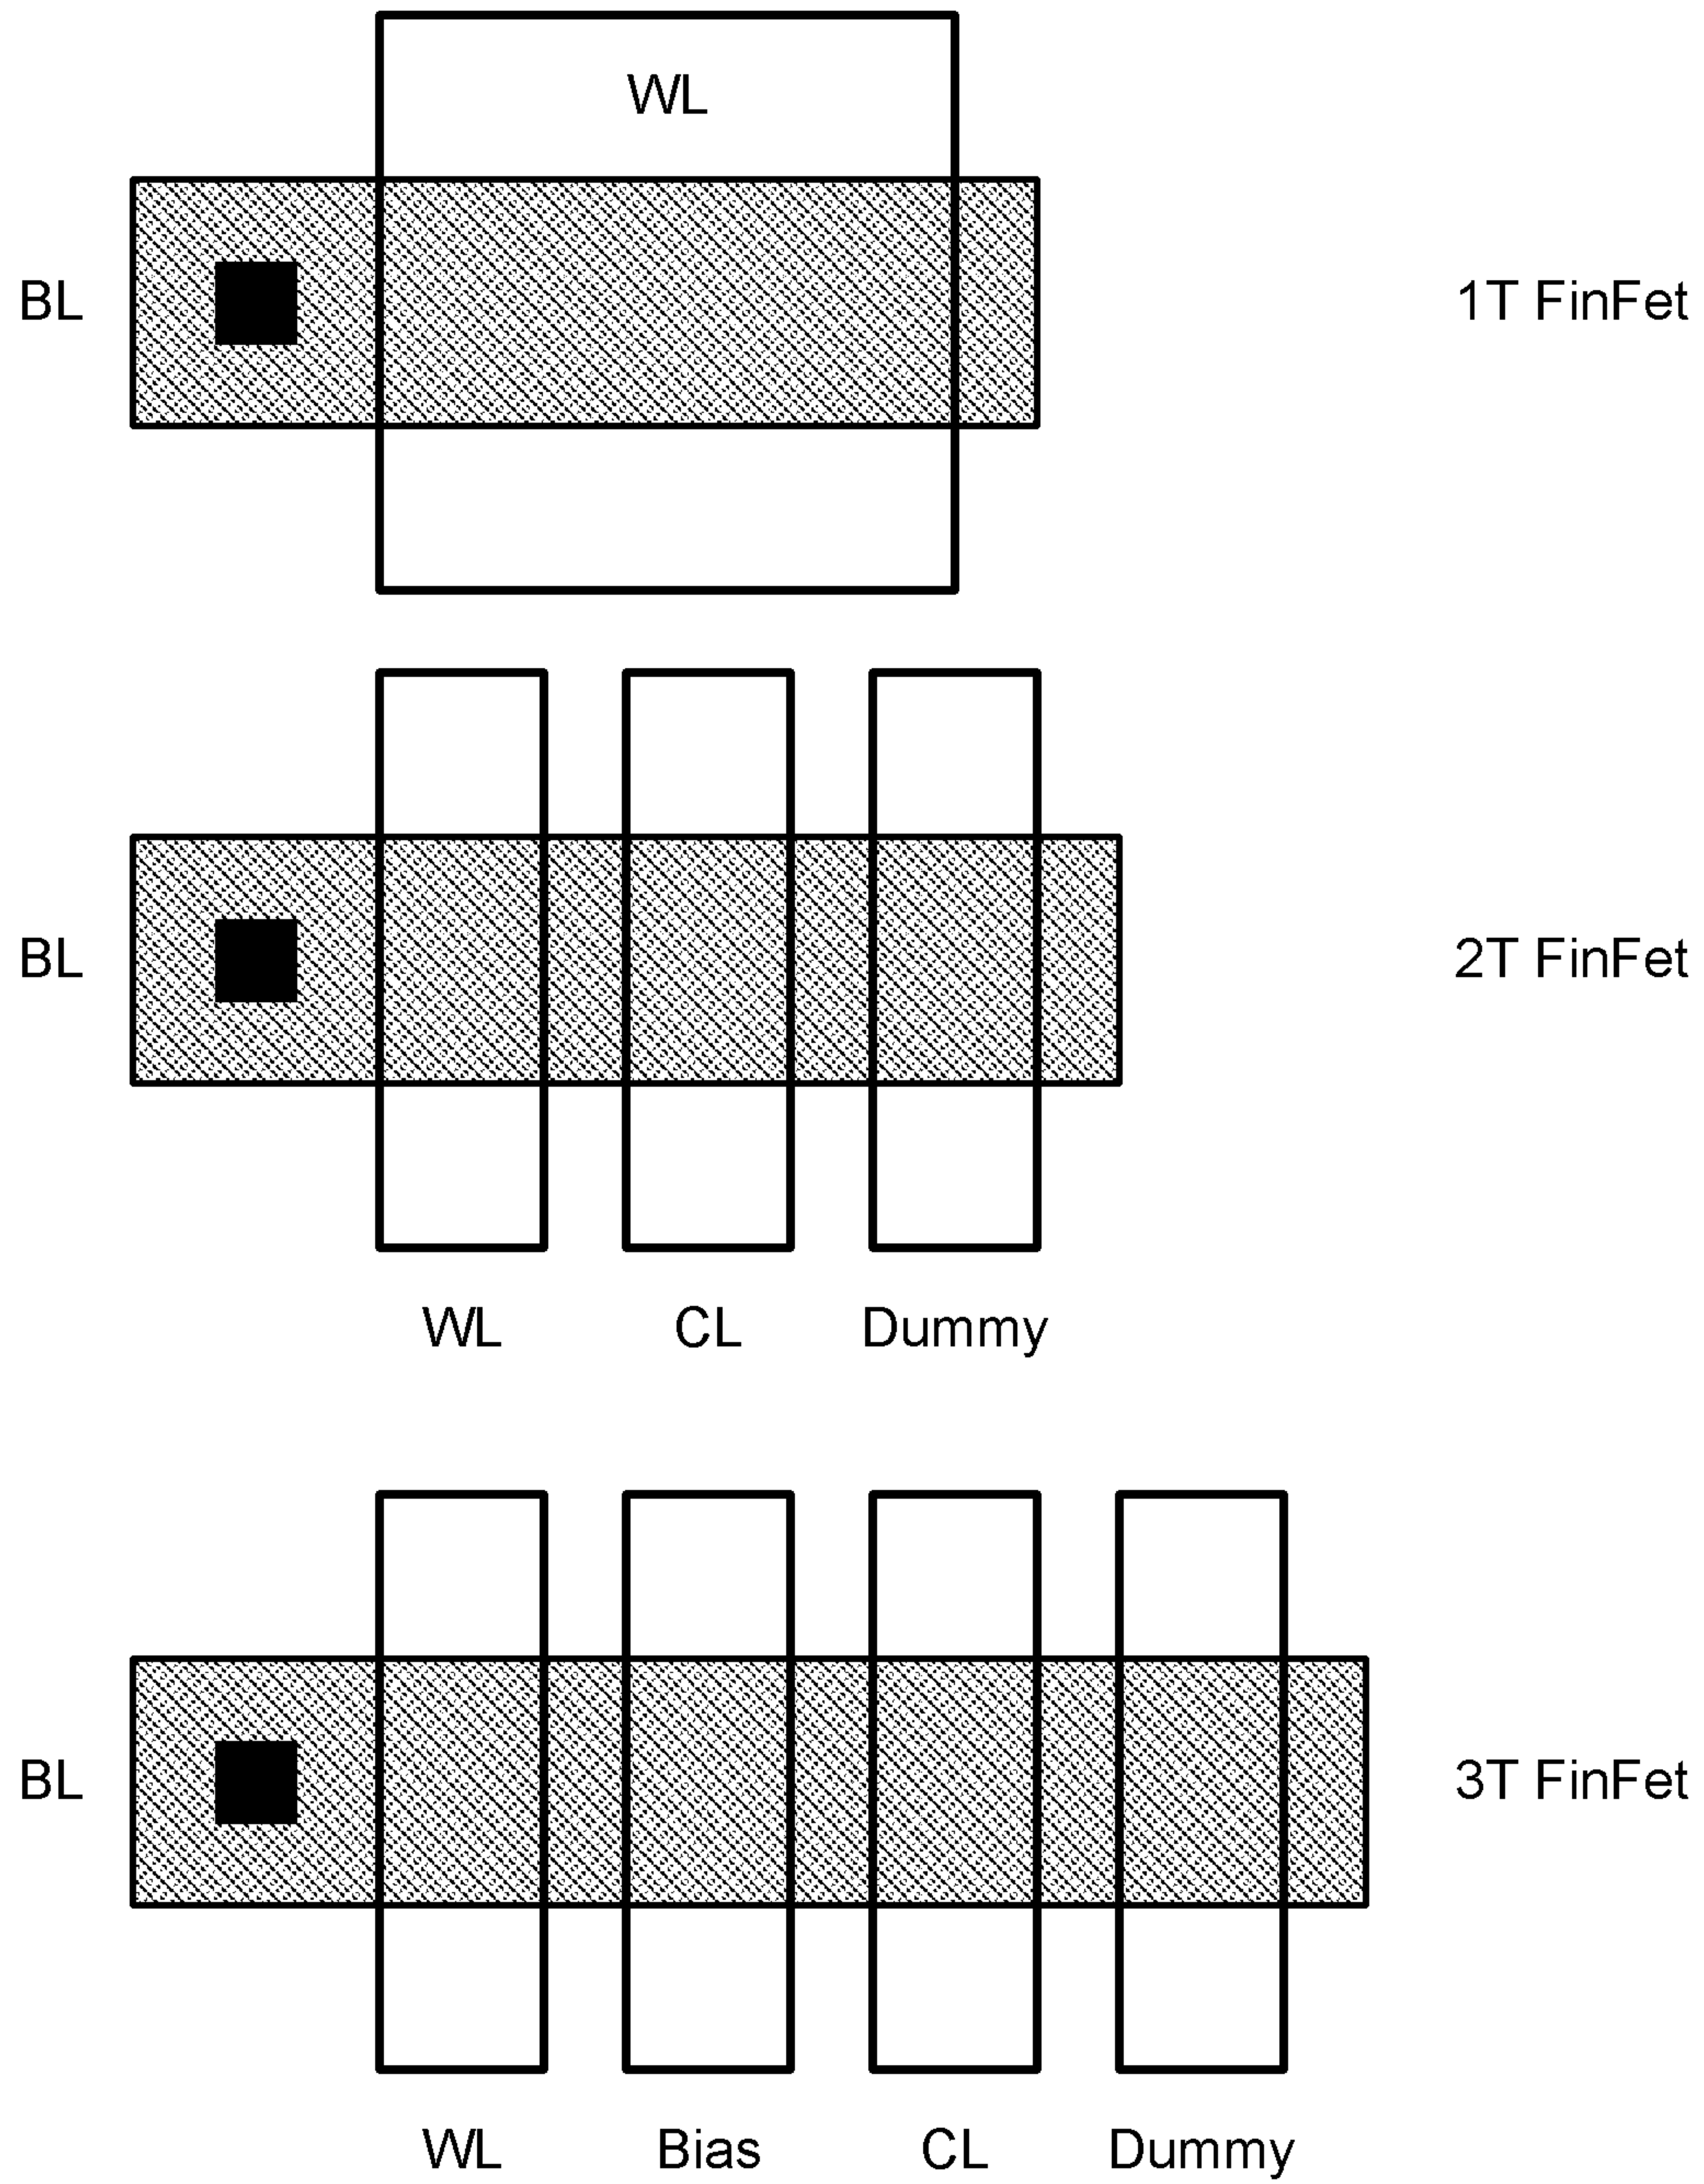 WL
BL
1T FinFet
BL
2T FinFet
WL
CL
Dummy
BL
3T FinFet
WL
Bias
CL
Dummy